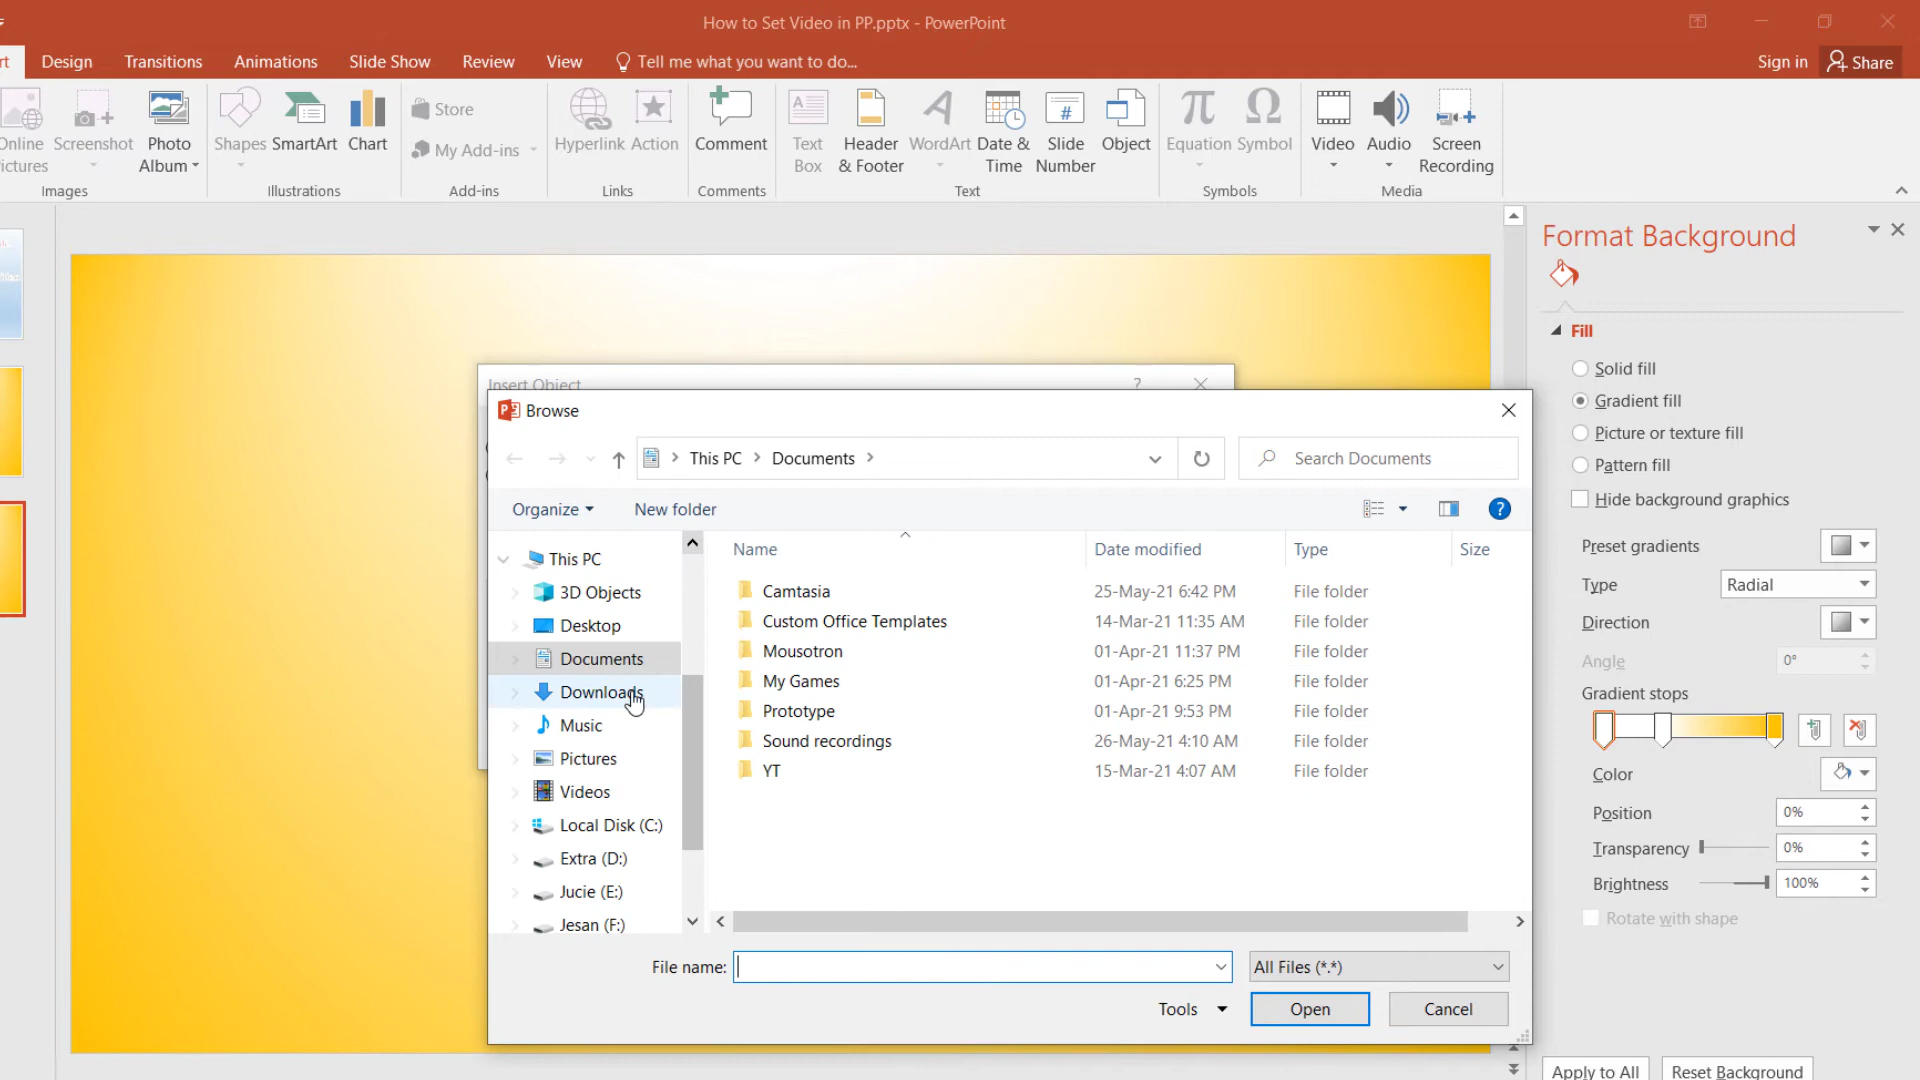 How to Set Video in PP.pptx - PowerPoint
Design Transitions Animations Slide Show Review View Tell me what you want to do... Sign in Share
Screenshot Photo Album Shapes SmartArt Chart Store My Add-ins Hyperlink Action Comment Text Box Header & Footer WordArt Date & Time Slide Number Object Equation Symbol Video Audio Screen Recording
Images Illustrations Add-ins Links Comments Text Symbols Media
Format Background
Fill
Solid fill
Gradient fill
Picture or texture fill
Pattern fill
Hide background graphics
Preset gradients
Type Radial
Direction
Angle 0°
Gradient stops
Color
Position 0%
Transparency 0%
Brightness 100%
Rotate with shape
Apply to All Reset Background
Insert Object ?
Browse
This PC > Documents > Search Documents
Organize New folder ?
This PC
3D Objects
Desktop
Documents
Downloads
Music
Pictures
Videos
Local Disk (C:)
Extra (D:)
Jucie (E:)
Jesan (F:)
Name Date modified Type Size
Camtasia 25-May-21 6:42 PM File folder
Custom Office Templates 14-Mar-21 11:35 AM File folder
Mousotron 01-Apr-21 11:37 PM File folder
My Games 01-Apr-21 6:25 PM File folder
Prototype 01-Apr-21 9:53 PM File folder
Sound recordings 26-May-21 4:10 AM File folder
YT 15-Mar-21 4:07 AM File folder
File name: All Files (*.*)
Tools Open Cancel